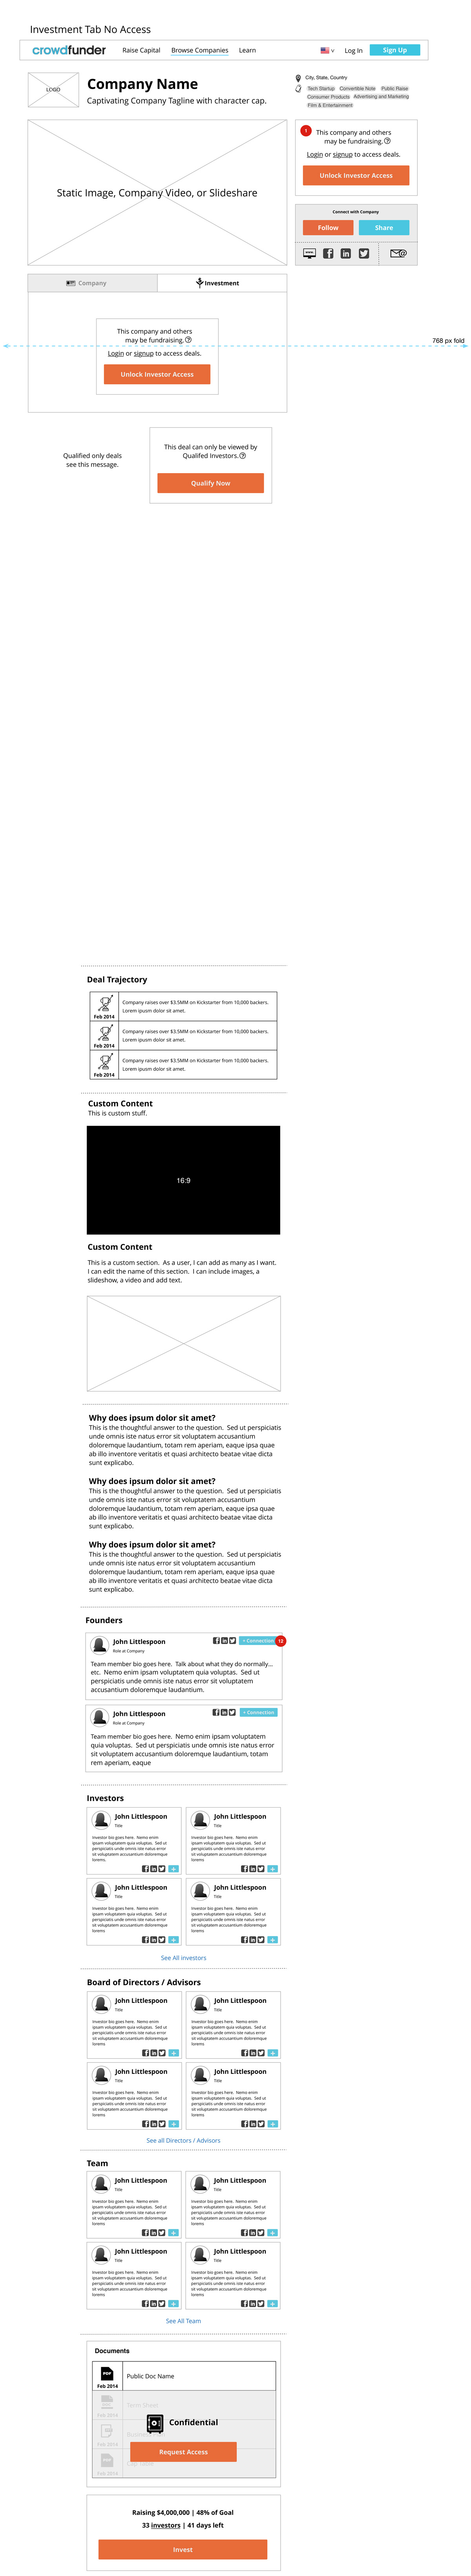 Investment Tab No Access
crowdfunder Raise Capital Browse Companies Learn v Log In Sign Up
LOGO
Company Name
Captivating Company Tagline with character cap.
City, State, Country
Tech Startup Convertible Note Public Raise
Consumer Products Advertising and Marketing
Film & Entertainment
Static Image, Company Video, or Slideshare
1
This company and others
may be fundraising. ?
Login or signup to access deals.
Unlock Investor Access
Connect with Company
Follow Share
Company Investment
This company and others
may be fundraising. ?
Login or signup to access deals.
Unlock Investor Access
768 px fold
Qualified only deals
see this message.
This deal can only be viewed by
Qualifed Investors. ?
Qualify Now
Deal Trajectory
Company raises over $3.5MM on Kickstarter from 10,000 backers.
Lorem ipusm dolor sit amet.
Feb 2014
Company raises over $3.5MM on Kickstarter from 10,000 backers.
Lorem ipusm dolor sit amet.
Feb 2014
Company raises over $3.5MM on Kickstarter from 10,000 backers.
Lorem ipusm dolor sit amet.
Feb 2014
Custom Content
This is custom stuff.
16:9
Custom Content
This is a custom section. As a user, I can add as many as I want.
I can edit the name of this section. I can include images, a
slideshow, a video and add text.
Why does ipsum dolor sit amet?
This is the thoughtful answer to the question. Sed ut perspiciatis
unde omnis iste natus error sit voluptatem accusantium
doloremque laudantium, totam rem aperiam, eaque ipsa quae
ab illo inventore veritatis et quasi architecto beatae vitae dicta
sunt explicabo.
Why does ipsum dolor sit amet?
This is the thoughtful answer to the question. Sed ut perspiciatis
unde omnis iste natus error sit voluptatem accusantium
doloremque laudantium, totam rem aperiam, eaque ipsa quae
ab illo inventore veritatis et quasi architecto beatae vitae dicta
sunt explicabo.
Why does ipsum dolor sit amet?
This is the thoughtful answer to the question. Sed ut perspiciatis
unde omnis iste natus error sit voluptatem accusantium
doloremque laudantium, totam rem aperiam, eaque ipsa quae
ab illo inventore veritatis et quasi architecto beatae vitae dicta
sunt explicabo.
Founders
John Littlespoon + Connection 12
Role at Company
Team member bio goes here. Talk about what they do normally...
etc. Nemo enim ipsam voluptatem quia voluptas. Sed ut
perspiciatis unde omnis iste natus error sit voluptatem
accusantium doloremque laudantium.
John Littlespoon + Connection
Role at Company
Team member bio goes here. Nemo enim ipsam voluptatem
quia voluptas. Sed ut perspiciatis unde omnis iste natus error
sit voluptatem accusantium doloremque laudantium, totam
rem aperiam, eaque
Investors
John Littlespoon
Title
Investor bio goes here. Nemo enim
ipsam voluptatem quia voluptas. Sed ut
perspiciatis unde omnis iste natus error
sit voluptatem accusantium doloremque
lorems.
+
John Littlespoon
Title
Investor bio goes here. Nemo enim
ipsam voluptatem quia voluptas. Sed ut
perspiciatis unde omnis iste natus error
sit voluptatem accusantium doloremque
lorems
+
John Littlespoon
Title
Investor bio goes here. Nemo enim
ipsam voluptatem quia voluptas. Sed ut
perspiciatis unde omnis iste natus error
sit voluptatem accusantium doloremque
lorems
+
John Littlespoon
Title
Investor bio goes here. Nemo enim
ipsam voluptatem quia voluptas. Sed ut
perspiciatis unde omnis iste natus error
sit voluptatem accusantium doloremque
lorems
+
See All investors
Board of Directors / Advisors
John Littlespoon
Title
Investor bio goes here. Nemo enim
ipsam voluptatem quia voluptas. Sed ut
perspiciatis unde omnis iste natus error
sit voluptatem accusantium doloremque
lorems
+
John Littlespoon
Title
Investor bio goes here. Nemo enim
ipsam voluptatem quia voluptas. Sed ut
perspiciatis unde omnis iste natus error
sit voluptatem accusantium doloremque
lorems
+
John Littlespoon
Title
Investor bio goes here. Nemo enim
ipsam voluptatem quia voluptas. Sed ut
perspiciatis unde omnis iste natus error
sit voluptatem accusantium doloremque
lorems
+
John Littlespoon
Title
Investor bio goes here. Nemo enim
ipsam voluptatem quia voluptas. Sed ut
perspiciatis unde omnis iste natus error
sit voluptatem accusantium doloremque
lorems
+
See all Directors / Advisors
Team
John Littlespoon
Title
Investor bio goes here. Nemo enim
ipsam voluptatem quia voluptas. Sed ut
perspiciatis unde omnis iste natus error
sit voluptatem accusantium doloremque
lorems
+
John Littlespoon
Title
Investor bio goes here. Nemo enim
ipsam voluptatem quia voluptas. Sed ut
perspiciatis unde omnis iste natus error
sit voluptatem accusantium doloremque
lorems
+
John Littlespoon
Title
Investor bio goes here. Nemo enim
ipsam voluptatem quia voluptas. Sed ut
perspiciatis unde omnis iste natus error
sit voluptatem accusantium doloremque
lorems
+
John Littlespoon
Title
Investor bio goes here. Nemo enim
ipsam voluptatem quia voluptas. Sed ut
perspiciatis unde omnis iste natus error
sit voluptatem accusantium doloremque
lorems
+
See All Team
Documents
PDF
Public Doc Name
Feb 2014
Term Sheet
Feb 2014
Confidential
Feb 2014
Request Access
Feb 2014
Raising $4,000,000 | 48% of Goal
33 investors | 41 days left
Invest